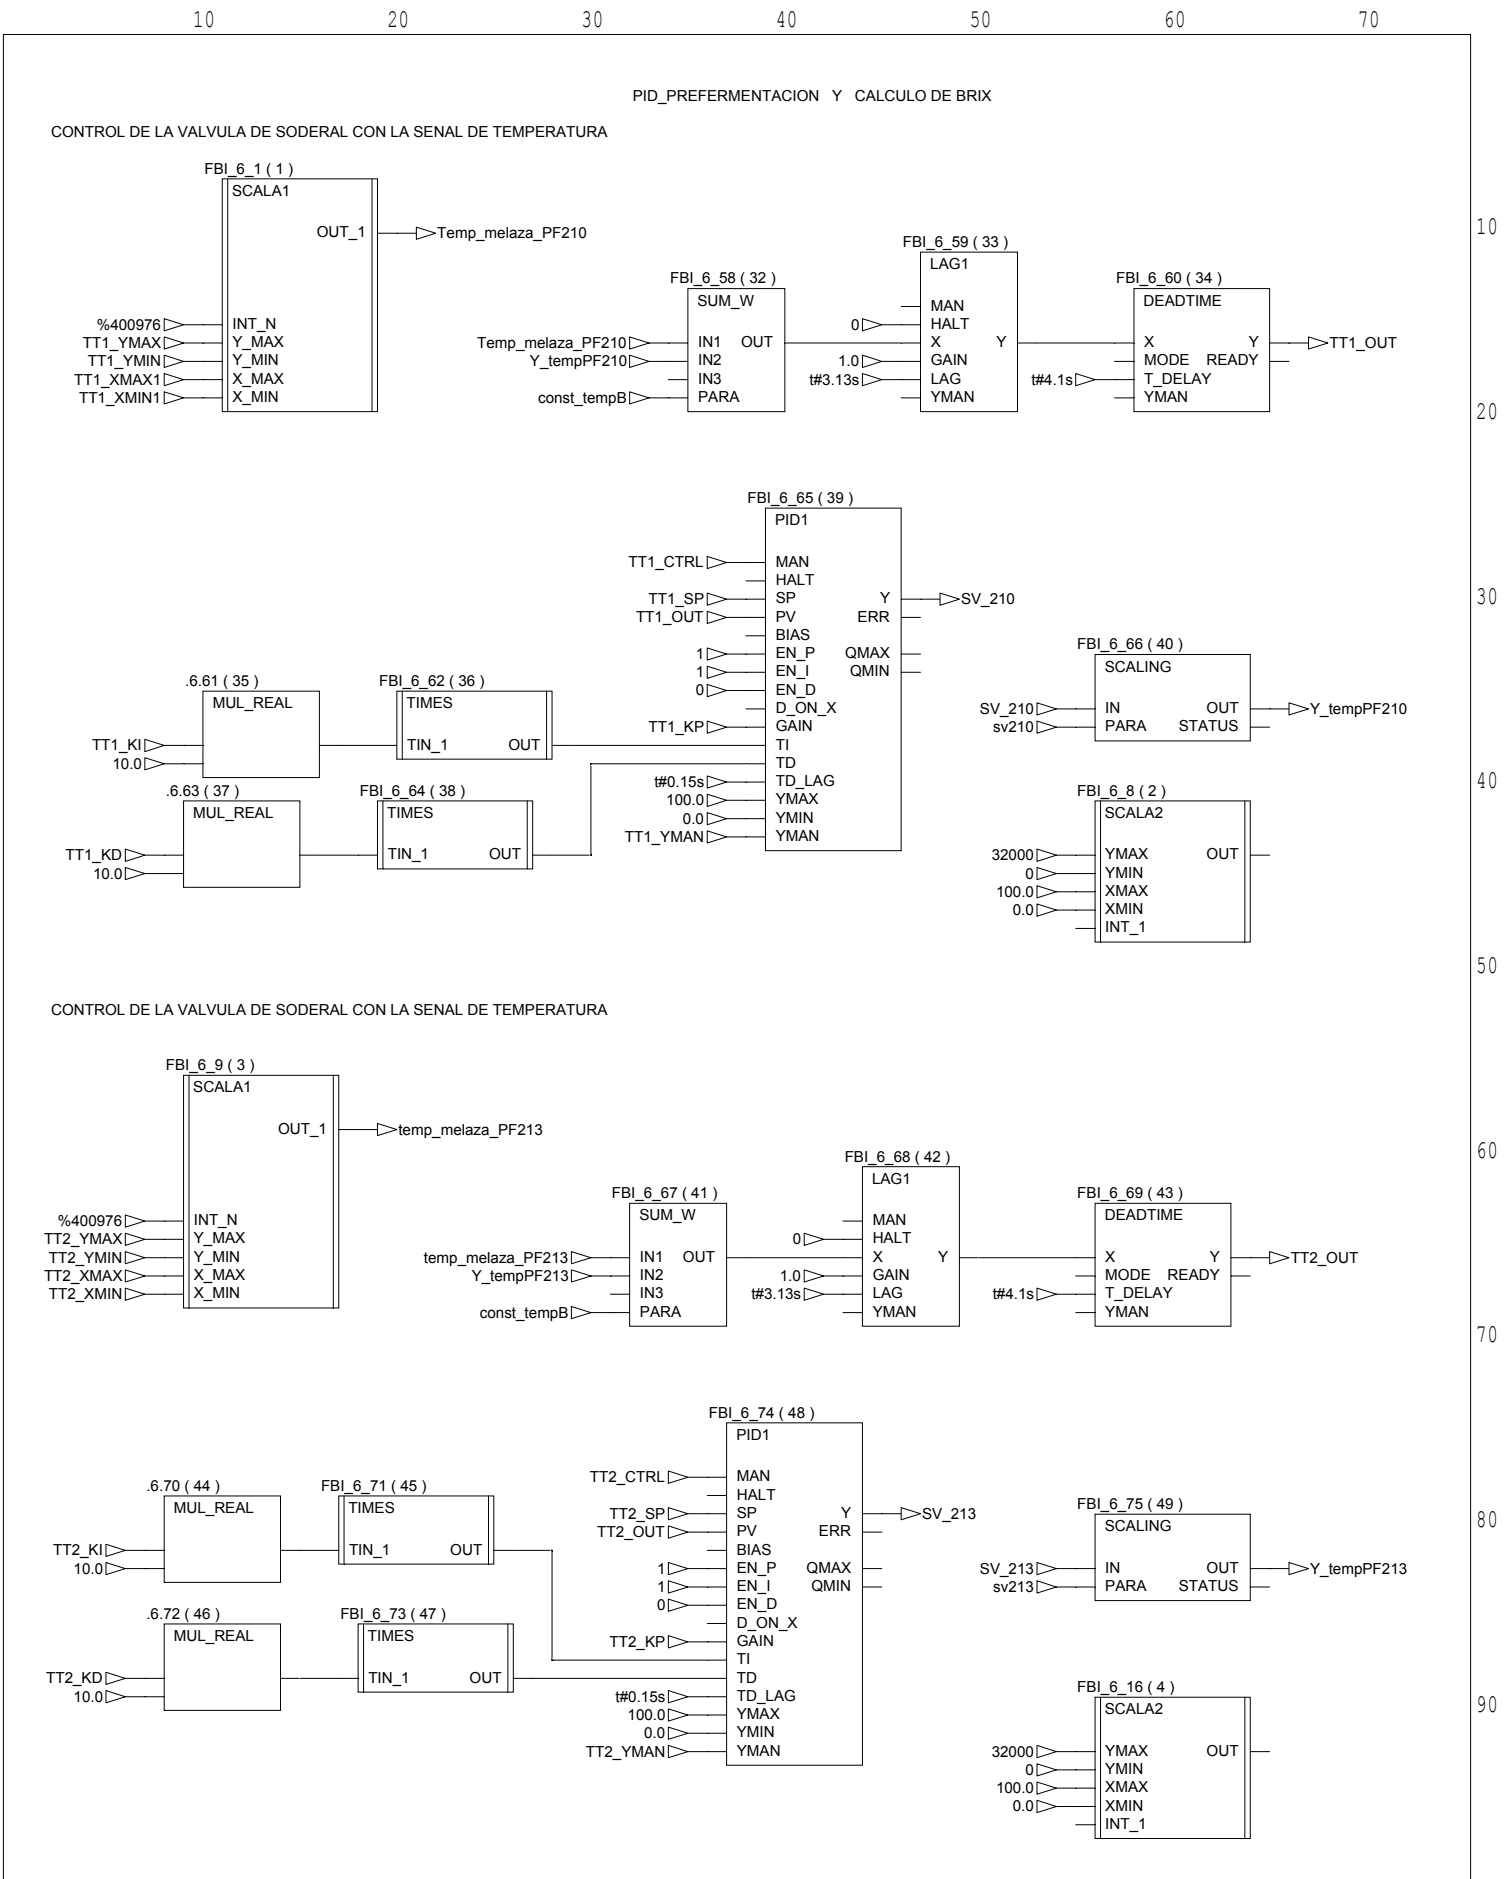 10 20 30 40 50 60 70
PID_PREFERMENTACION Y CALCULO DE BRIX
CONTROL DE LA VALVULA DE SODERAL CON LA SENAL DE TEMPERATURA
FBI_6_1 ( 1 )
SCALA1
OUT_1
Temp_melaza_PF210
%400976 INT_N
TT1_YMAX Y_MAX
TT1_YMIN Y_MIN
TT1_XMAX1 X_MAX
TT1_XMIN1 X_MIN
FBI_6_58 ( 32 )
SUM_W
Temp_melaza_PF210 IN1 OUT
Y_tempPF210 IN2
IN3
const_tempB PARA
FBI_6_59 ( 33 )
LAG1
MAN
0 HALT
X Y
1.0 GAIN
t#3.13s LAG
YMAN
FBI_6_60 ( 34 )
DEADTIME
X Y TT1_OUT
MODE READY
t#4.1s T_DELAY
YMAN
10
20
FBI_6_65 ( 39 )
PID1
TT1_CTRL MAN
HALT
TT1_SP SP Y SV_210
TT1_OUT PV ERR
BIAS
1 EN_P QMAX
1 EN_I QMIN
0 EN_D
D_ON_X
TT1_KP GAIN
TI
TD
t#0.15s TD_LAG
100.0 YMAX
0.0 YMIN
TT1_YMAN YMAN
30
.6.61 ( 35 )
MUL_REAL
TT1_KI
10.0
FBI_6_62 ( 36 )
TIMES
TIN_1 OUT
.6.63 ( 37 )
MUL_REAL
TT1_KD
10.0
FBI_6_64 ( 38 )
TIMES
TIN_1 OUT
FBI_6_66 ( 40 )
SCALING
SV_210 IN OUT Y_tempPF210
sv210 PARA STATUS
40
FBI_6_8 ( 2 )
SCALA2
32000 YMAX OUT
0 YMIN
100.0 XMAX
0.0 XMIN
INT_1
50
CONTROL DE LA VALVULA DE SODERAL CON LA SENAL DE TEMPERATURA
FBI_6_9 ( 3 )
SCALA1
OUT_1
temp_melaza_PF213
%400976 INT_N
TT2_YMAX Y_MAX
TT2_YMIN Y_MIN
TT2_XMAX X_MAX
TT2_XMIN X_MIN
60
FBI_6_67 ( 41 )
SUM_W
temp_melaza_PF213 IN1 OUT
Y_tempPF213 IN2
IN3
const_tempB PARA
FBI_6_68 ( 42 )
LAG1
MAN
0 HALT
X Y
1.0 GAIN
t#3.13s LAG
YMAN
FBI_6_69 ( 43 )
DEADTIME
X Y TT2_OUT
MODE READY
t#4.1s T_DELAY
YMAN
70
FBI_6_74 ( 48 )
PID1
TT2_CTRL MAN
HALT
TT2_SP SP Y SV_213
TT2_OUT PV ERR
BIAS
1 EN_P QMAX
1 EN_I QMIN
0 EN_D
D_ON_X
TT2_KP GAIN
TI
TD
t#0.15s TD_LAG
100.0 YMAX
0.0 YMIN
TT2_YMAN YMAN
.6.70 ( 44 )
MUL_REAL
TT2_KI
10.0
FBI_6_71 ( 45 )
TIMES
TIN_1 OUT
.6.72 ( 46 )
MUL_REAL
TT2_KD
10.0
FBI_6_73 ( 47 )
TIMES
TIN_1 OUT
FBI_6_75 ( 49 )
SCALING
SV_213 IN OUT Y_tempPF213
sv213 PARA STATUS
80
FBI_6_16 ( 4 )
SCALA2
32000 YMAX OUT
0 YMIN
100.0 XMAX
0.0 XMIN
INT_1
90